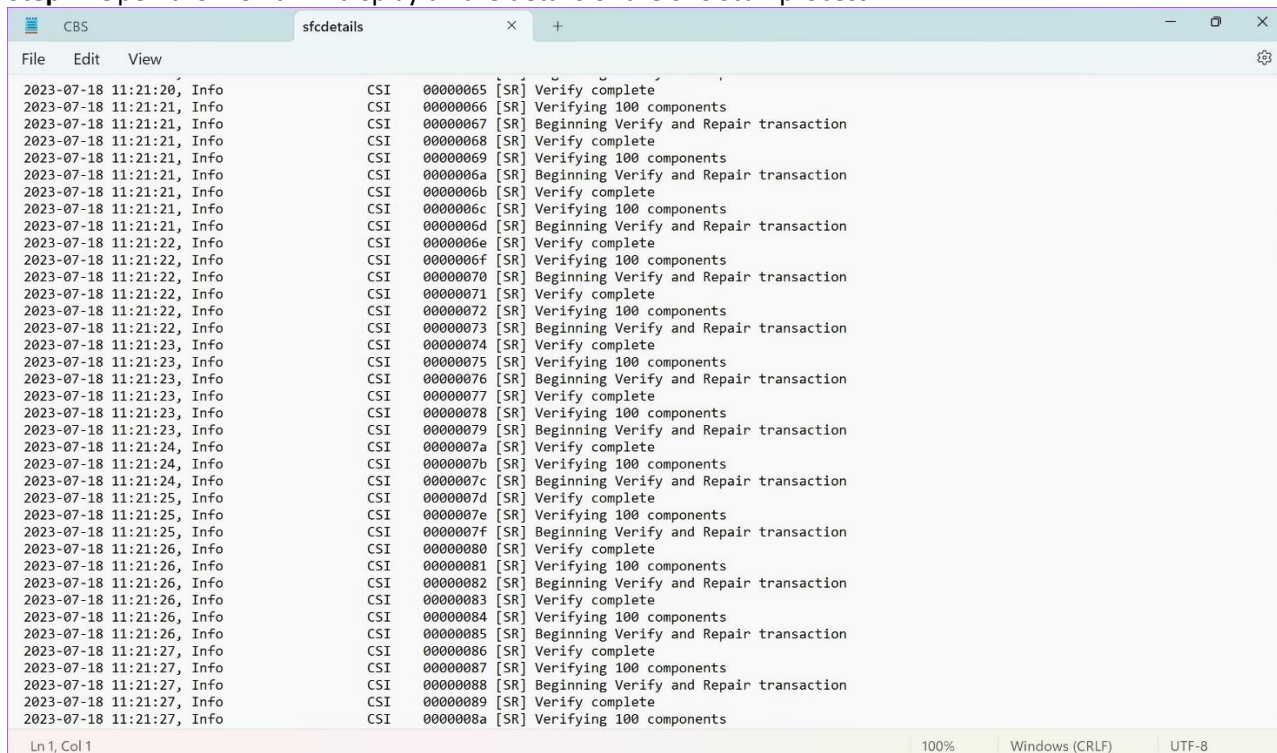 CBS sfcdetails × +
File Edit View
2023-07-18 11:21:20, Info CSI 00000065 [SR] Verify complete
2023-07-18 11:21:21, Info CSI 00000066 [SR] Verifying 100 components
2023-07-18 11:21:21, Info CSI 00000067 [SR] Beginning Verify and Repair transaction
2023-07-18 11:21:21, Info CSI 00000068 [SR] Verify complete
2023-07-18 11:21:21, Info CSI 00000069 [SR] Verifying 100 components
2023-07-18 11:21:21, Info CSI 0000006a [SR] Beginning Verify and Repair transaction
2023-07-18 11:21:21, Info CSI 0000006b [SR] Verify complete
2023-07-18 11:21:21, Info CSI 0000006c [SR] Verifying 100 components
2023-07-18 11:21:21, Info CSI 0000006d [SR] Beginning Verify and Repair transaction
2023-07-18 11:21:22, Info CSI 0000006e [SR] Verify complete
2023-07-18 11:21:22, Info CSI 0000006f [SR] Verifying 100 components
2023-07-18 11:21:22, Info CSI 00000070 [SR] Beginning Verify and Repair transaction
2023-07-18 11:21:22, Info CSI 00000071 [SR] Verify complete
2023-07-18 11:21:22, Info CSI 00000072 [SR] Verifying 100 components
2023-07-18 11:21:22, Info CSI 00000073 [SR] Beginning Verify and Repair transaction
2023-07-18 11:21:23, Info CSI 00000074 [SR] Verify complete
2023-07-18 11:21:23, Info CSI 00000075 [SR] Verifying 100 components
2023-07-18 11:21:23, Info CSI 00000076 [SR] Beginning Verify and Repair transaction
2023-07-18 11:21:23, Info CSI 00000077 [SR] Verify complete
2023-07-18 11:21:23, Info CSI 00000078 [SR] Verifying 100 components
2023-07-18 11:21:23, Info CSI 00000079 [SR] Beginning Verify and Repair transaction
2023-07-18 11:21:24, Info CSI 0000007a [SR] Verify complete
2023-07-18 11:21:24, Info CSI 0000007b [SR] Verifying 100 components
2023-07-18 11:21:24, Info CSI 0000007c [SR] Beginning Verify and Repair transaction
2023-07-18 11:21:25, Info CSI 0000007d [SR] Verify complete
2023-07-18 11:21:25, Info CSI 0000007e [SR] Verifying 100 components
2023-07-18 11:21:25, Info CSI 0000007f [SR] Beginning Verify and Repair transaction
2023-07-18 11:21:26, Info CSI 00000080 [SR] Verify complete
2023-07-18 11:21:26, Info CSI 00000081 [SR] Verifying 100 components
2023-07-18 11:21:26, Info CSI 00000082 [SR] Beginning Verify and Repair transaction
2023-07-18 11:21:26, Info CSI 00000083 [SR] Verify complete
2023-07-18 11:21:26, Info CSI 00000084 [SR] Verifying 100 components
2023-07-18 11:21:26, Info CSI 00000085 [SR] Beginning Verify and Repair transaction
2023-07-18 11:21:27, Info CSI 00000086 [SR] Verify complete
2023-07-18 11:21:27, Info CSI 00000087 [SR] Verifying 100 components
2023-07-18 11:21:27, Info CSI 00000088 [SR] Beginning Verify and Repair transaction
2023-07-18 11:21:27, Info CSI 00000089 [SR] Verify complete
2023-07-18 11:21:27, Info CSI 0000008a [SR] Verifying 100 components
Ln 1, Col 1 100% Windows (CRLF) UTF-8